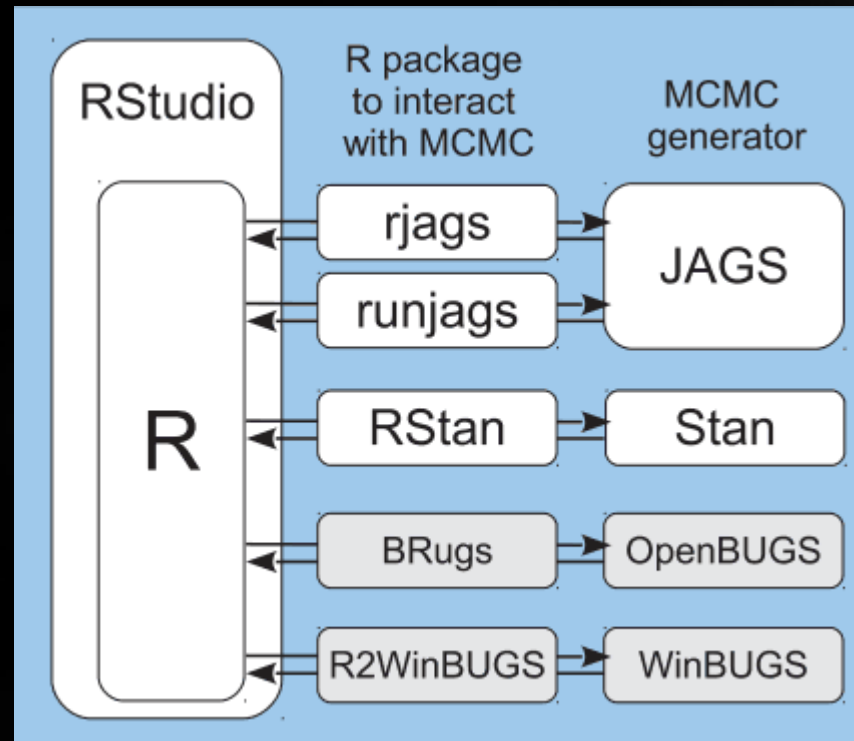 RStudio
R
R package
to interact
with MCMC
MCMC
generator
rjags
JAGS
runjags
RStan
Stan
BRugs
OpenBUGS
R2WinBUGS
WinBUGS